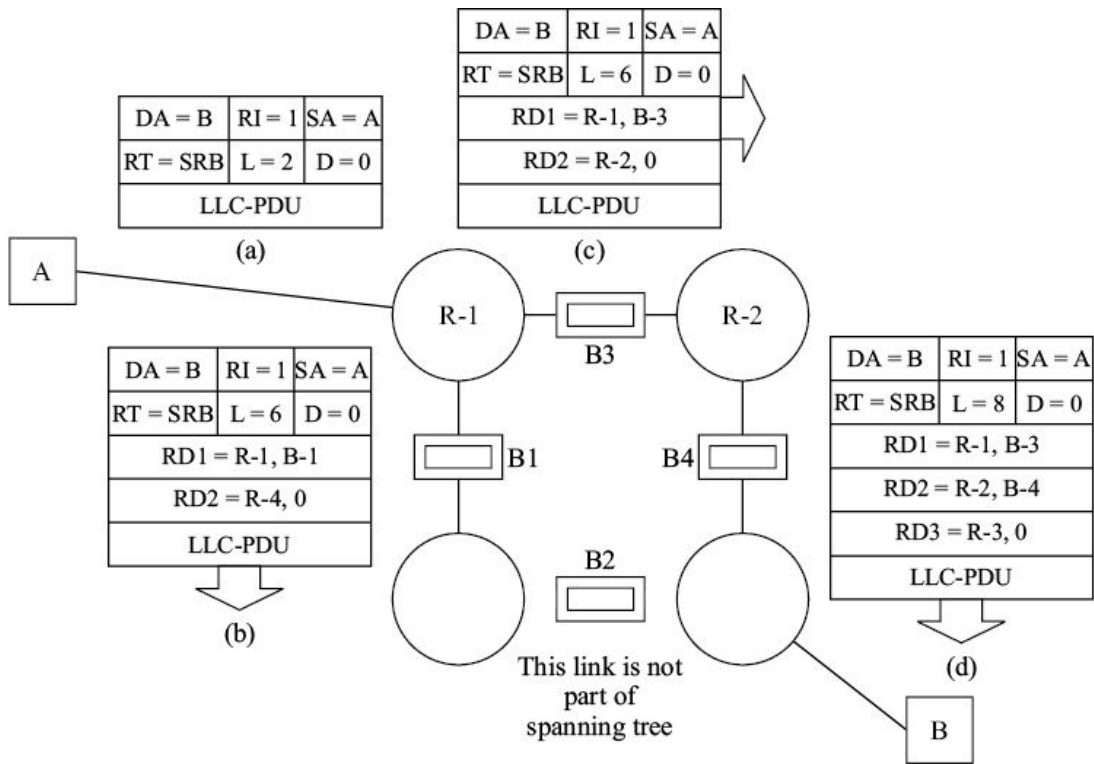 DA = B RI = 1 SA = A
RT = SRB L = 2 D = 0
LLC-PDU
(a)
DA = B RI = 1 SA = A
RT = SRB L = 6 D = 0
RD1 = R-1, B-3
RD2 = R-2, 0
LLC-PDU
(c)
A
R-1
B3
R-2
DA = B RI = 1 SA = A
RT = SRB L = 6 D = 0
RD1 = R-1, B-1
RD2 = R-4, 0
LLC-PDU
(b)
B1
B4
DA = B RI = 1 SA = A
RT = SRB L = 8 D = 0
RD1 = R-1, B-3
RD2 = R-2, B-4
RD3 = R-3, 0
LLC-PDU
(d)
B2
This link is not
part of
spanning tree
B